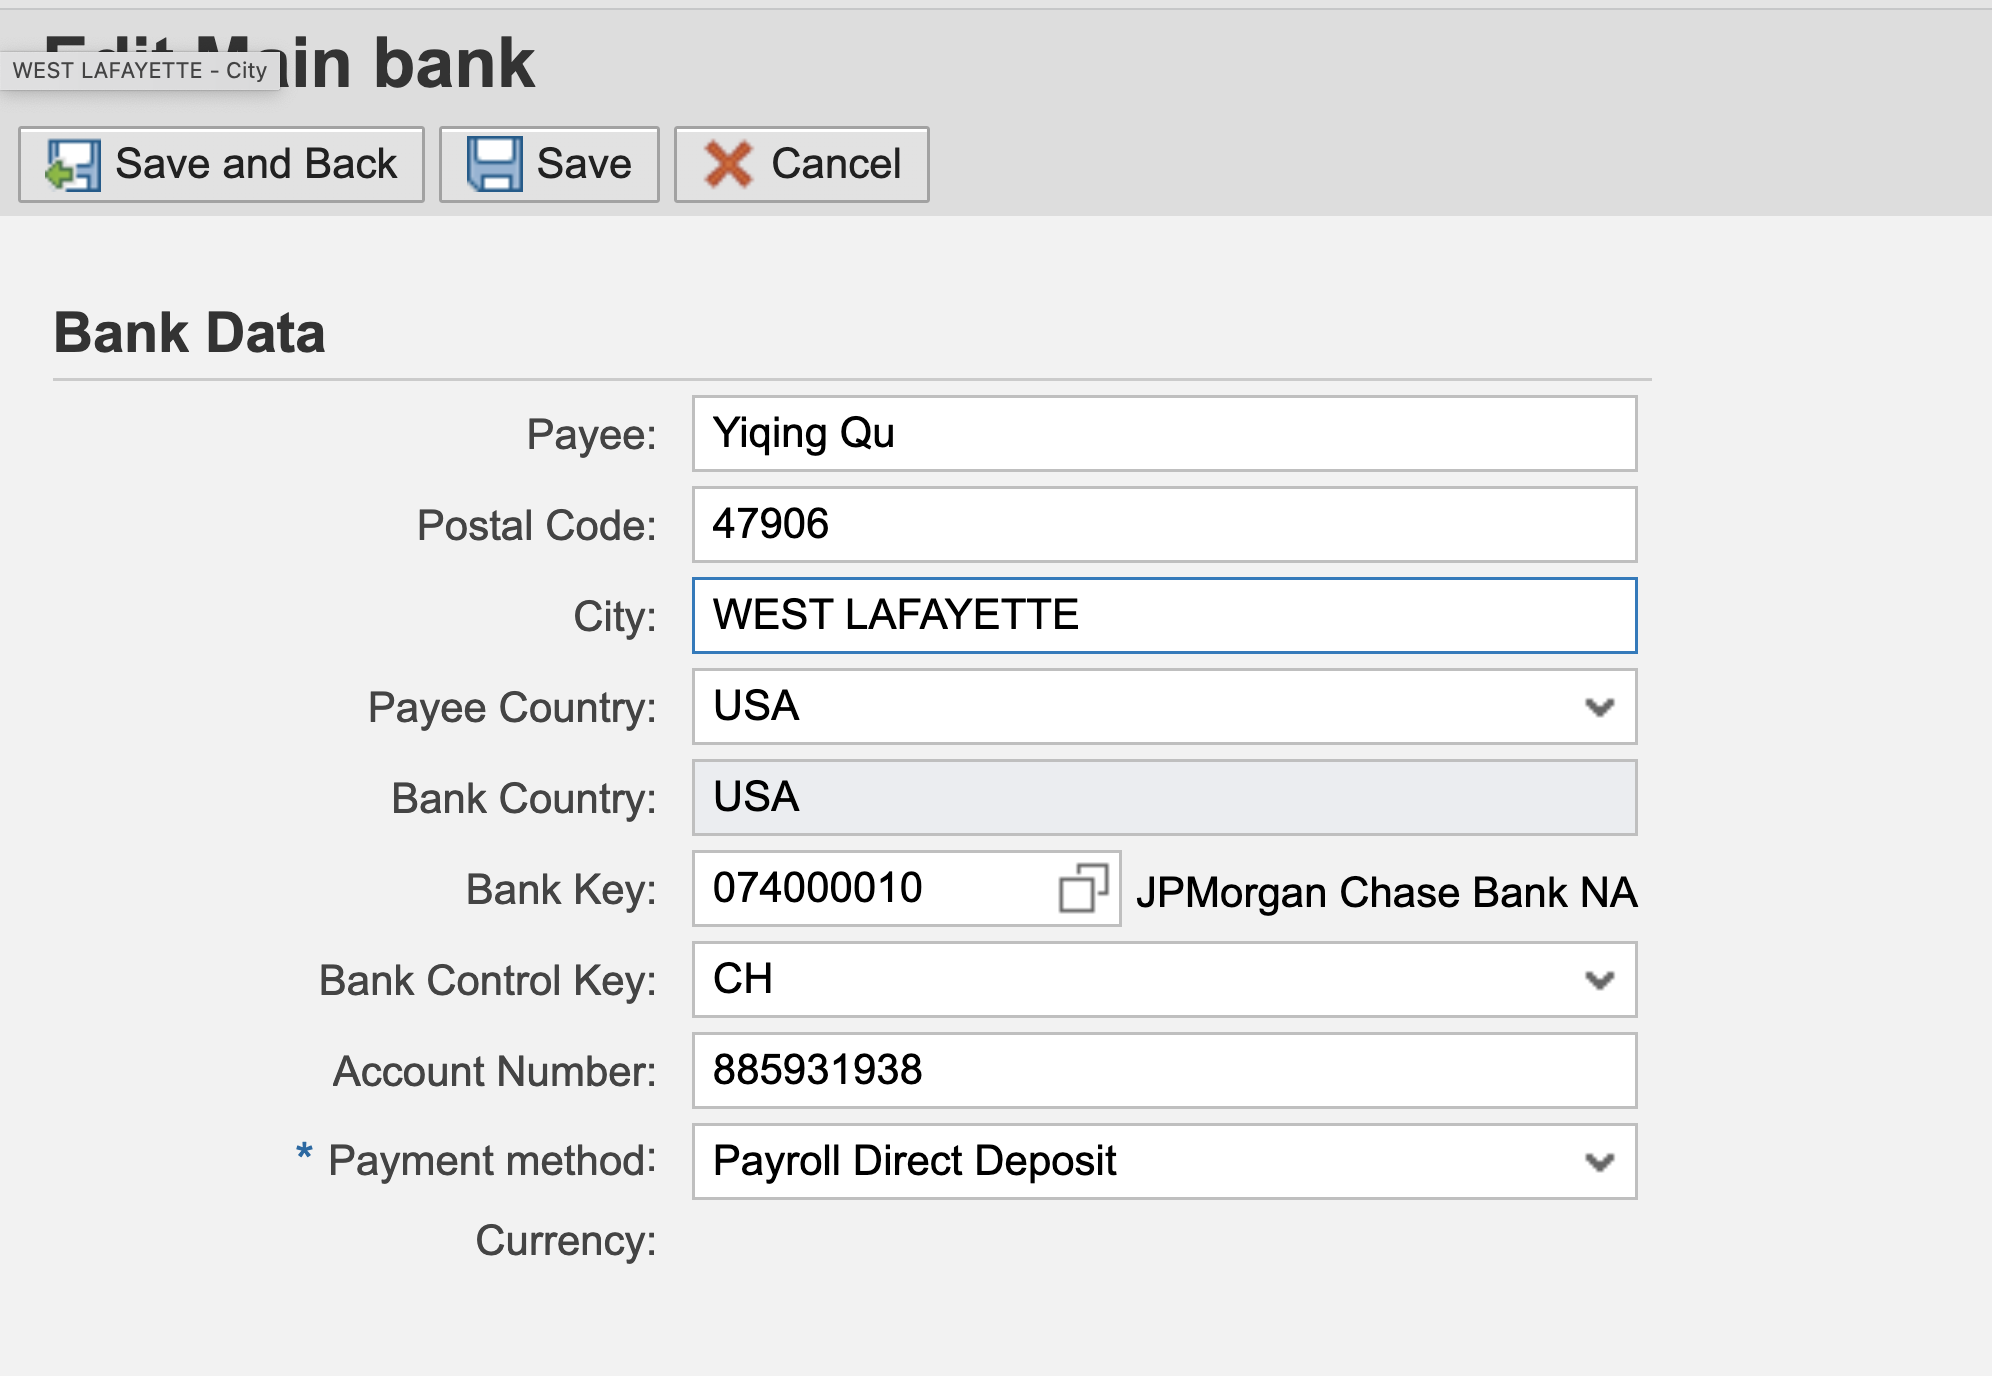 Edit Main bank
WEST LAFAYETTE - City
Save and Back Save Cancel
Bank Data
Payee: Yiqing Qu
Postal Code: 47906
City: WEST LAFAYETTE
Payee Country: USA
Bank Country: USA
Bank Key: 074000010 JPMorgan Chase Bank NA
Bank Control Key: CH
Account Number: 885931938
* Payment method: Payroll Direct Deposit
Currency: